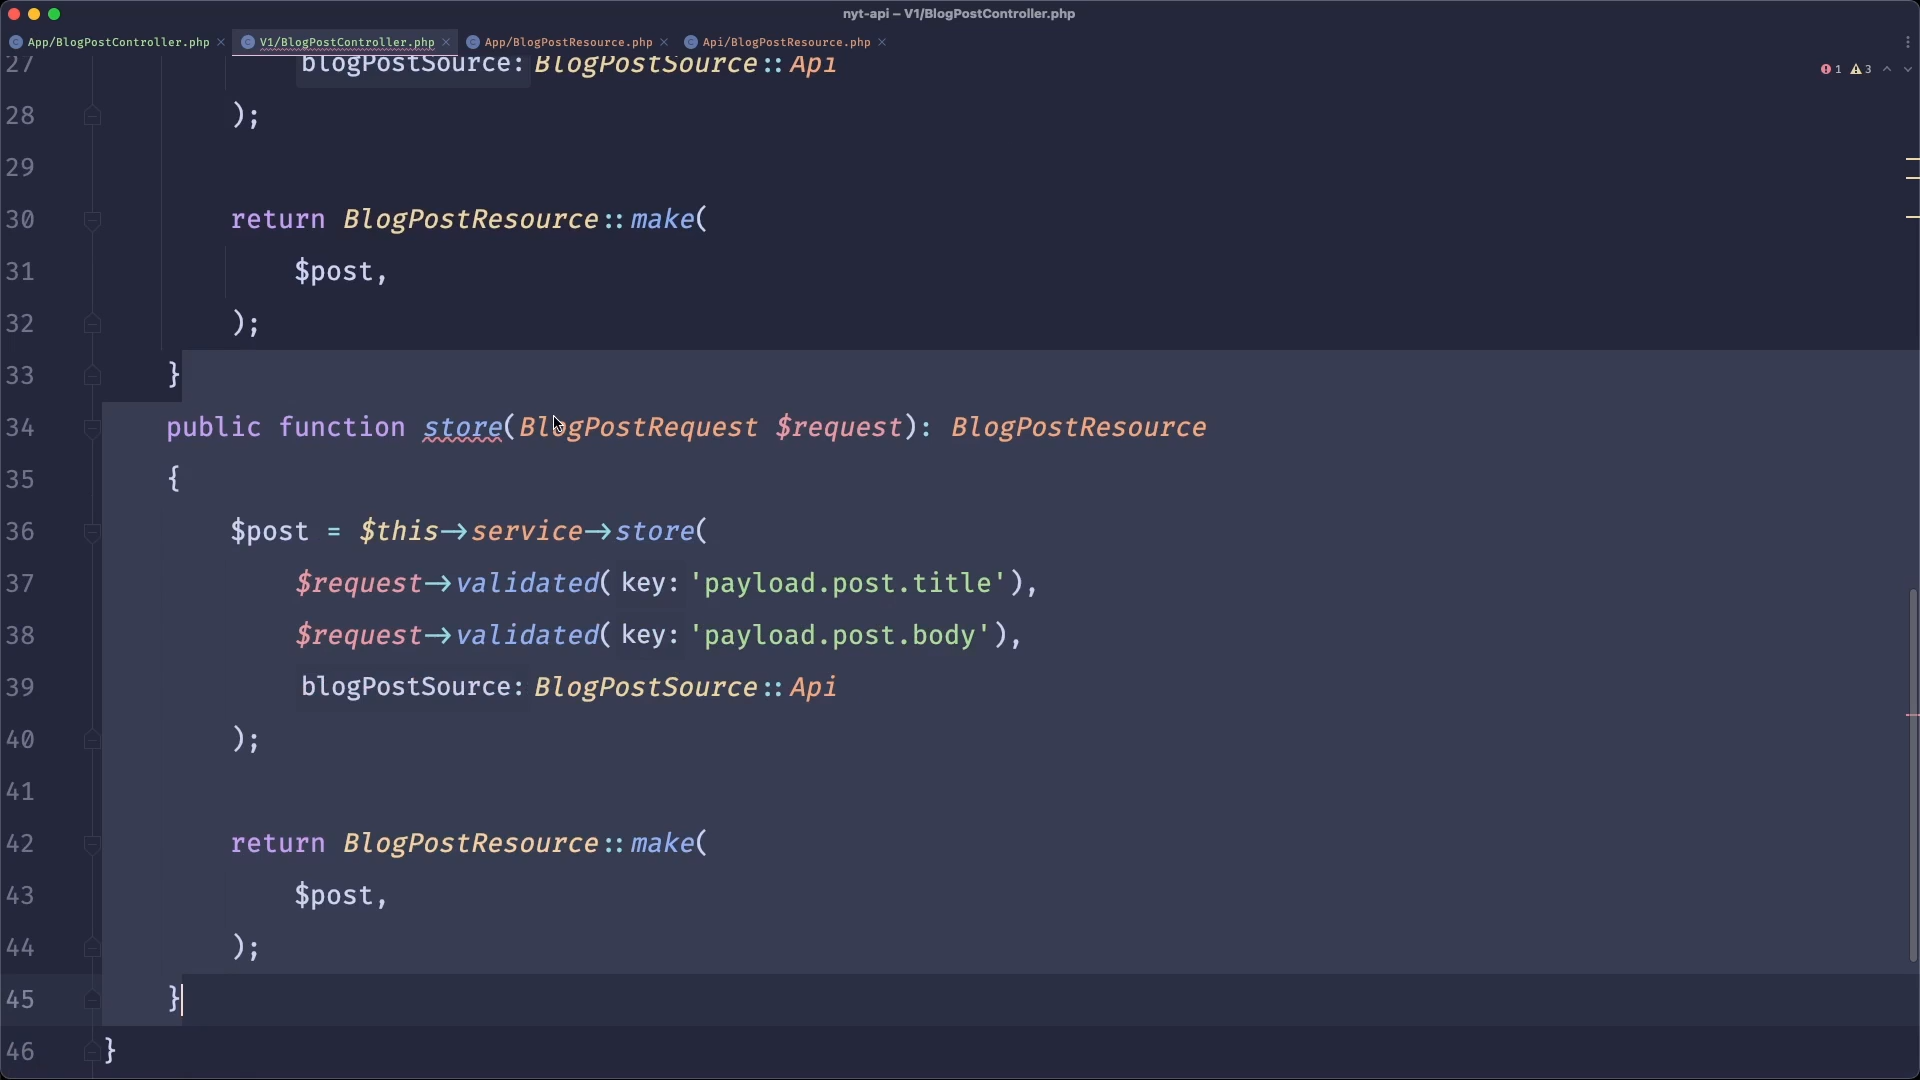 nyt-api – V1/BlogPostController.php
App/BlogPostController.php V1/BlogPostController.php App/BlogPostResource.php Api/BlogPostResource.php
27 blogPostSource: BlogPostSource::Api
1 3
28 );
29
30 return BlogPostResource::make(
31 $post,
32 );
33 }
34 public function store(BlogPostRequest $request): BlogPostResource
35 {
36 $post = $this->service->store(
37 $request->validated( key: 'payload.post.title'),
38 $request->validated( key: 'payload.post.body'),
39 blogPostSource: BlogPostSource::Api
40 );
41
42 return BlogPostResource::make(
43 $post,
44 );
45 }
46 }